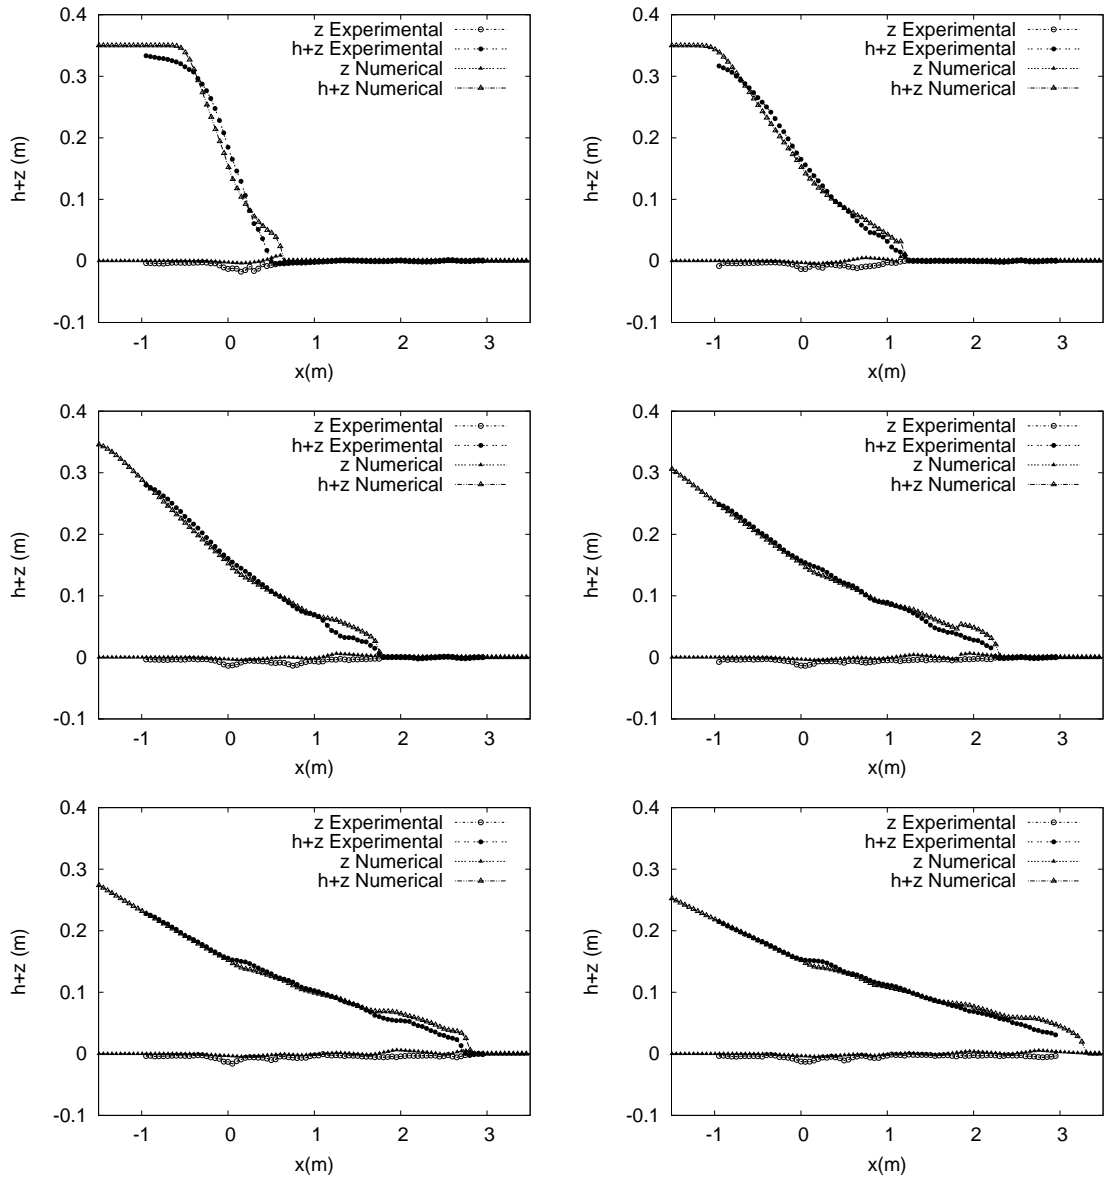 0.4
z Experimental
h+z Experimental
z Numerical
h+z Numerical
0.3
0.2
0.1
0
-0.1
h+z (m)
-1 0 1 2 3
x(m)
0.4
z Experimental
h+z Experimental
z Numerical
h+z Numerical
0.3
0.2
0.1
0
-0.1
h+z (m)
-1 0 1 2 3
x(m)
0.4
z Experimental
h+z Experimental
z Numerical
h+z Numerical
0.3
0.2
0.1
0
-0.1
h+z (m)
-1 0 1 2 3
x(m)
0.4
z Experimental
h+z Experimental
z Numerical
h+z Numerical
0.3
0.2
0.1
0
-0.1
h+z (m)
-1 0 1 2 3
x(m)
0.4
z Experimental
h+z Experimental
z Numerical
h+z Numerical
0.3
0.2
0.1
0
-0.1
h+z (m)
-1 0 1 2 3
x(m)
0.4
z Experimental
h+z Experimental
z Numerical
h+z Numerical
0.3
0.2
0.1
0
-0.1
h+z (m)
-1 0 1 2 3
x(m)